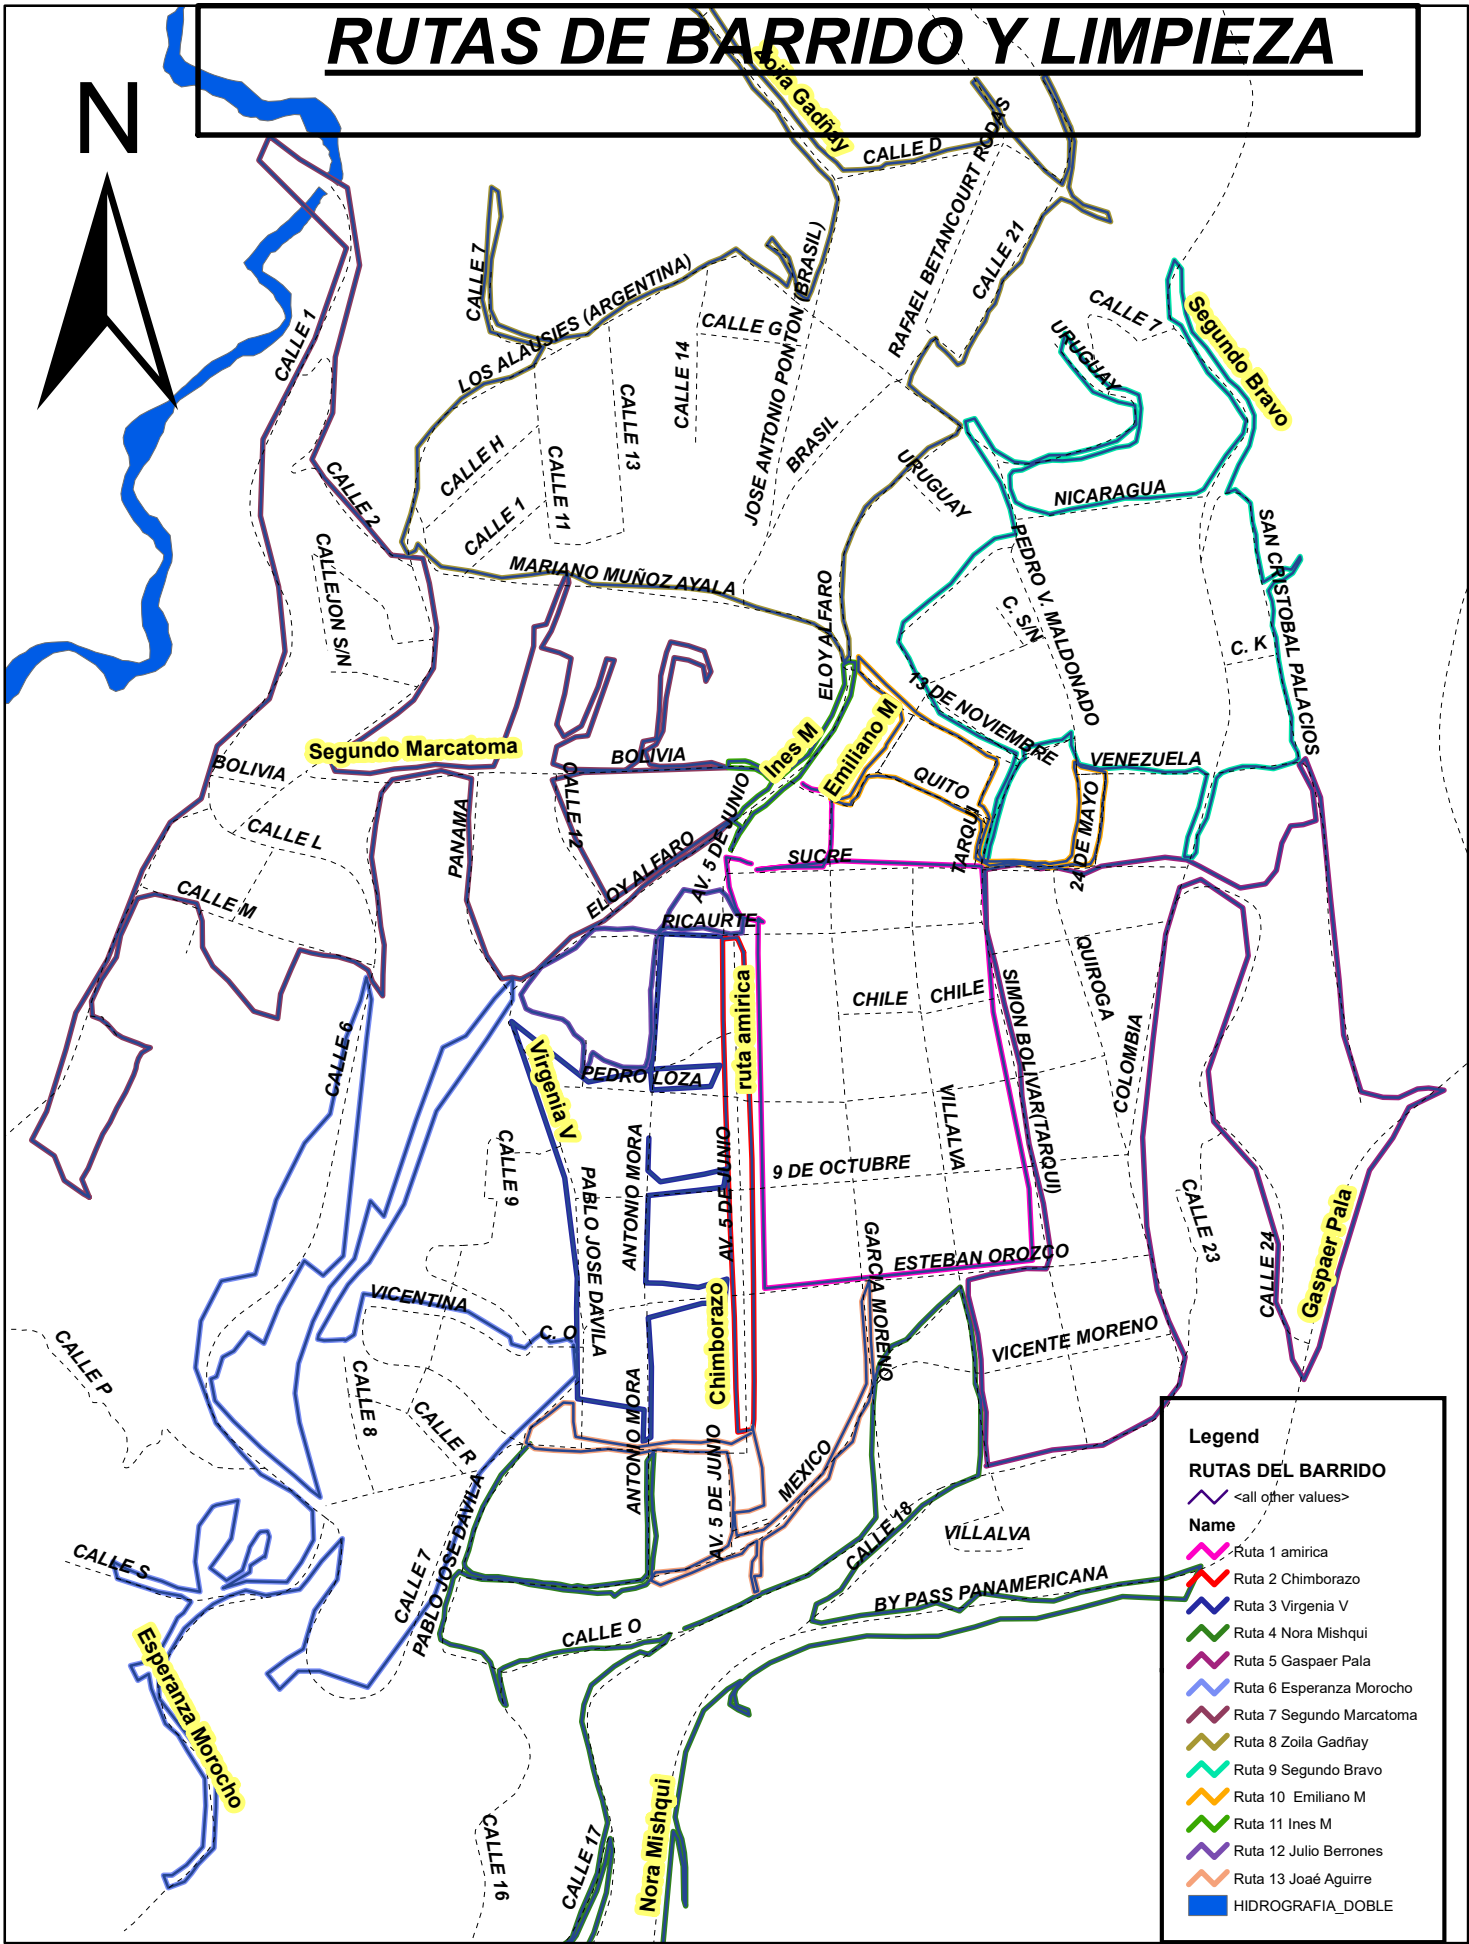 RUTAS DE BARRIDO Y LIMPIEZA
N
Zoila Gadñay
CALLE D
RAFAEL BETANCOURT RODAS
CALLE 21
CALLE 7
LOS ALAUSIES (ARGENTINA)
JOSE ANTONIO PONTON (BRASIL)
CALLE G
CALLE 14
CALLE 13
CALLE 1
CALLE 7
URUGUAY
Segundo Bravo
CALLE H
CALLE 11
CALLE 1
BRASIL
URUGUAY
NICARAGUA
CALLE 2
CALLEJON S/N
MARIANO MUÑOZ AYALA
ELOY ALFARO
PEDRO V. MALDONADO
C. S/N
SAN CRISTOBAL PALACIOS
C. K
13 DE NOVIEMBRE
Segundo Marcatoma
BOLIVIA
BOLIVIA
Ines M
Emiliano M
QUITO
VENEZUELA
24 DE MAYO
TARQUI
CALLE L
PANAMA
CALLE 12
ELOY ALFARO
AV. 5 DE JUNIO
SUCRE
CALLE M
RICAURTE
CALLE 6
Virgenia V
PEDRO LOZA
ruta amirica
CHILE
CHILE
SIMON BOLIVAR(TARQUI)
QUIROGA
COLOMBIA
VILLALVA
CALLE 9
PABLO JOSE DAVILA
ANTONIO MORA
AV. 5 DE JUNIO
9 DE OCTUBRE
GARCIA MORENO
ESTEBAN OROZCO
CALLE 23
CALLE 24
Gaspaer Pala
VICENTINA
C. O
Chimborazo
VICENTE MORENO
CALLE P
CALLE 8
CALLE R
ANTONIO MORA
AV. 5 DE JUNIO
MEXICO
CALLE 18
VILLALVA
CALLE S
CALLE 7
PABLO JOSE DAVILA
CALLE O
BY PASS PANAMERICANA
Esperanza Morocho
CALLE 16
CALLE 17
Nora Mishqui
Legend
RUTAS DEL BARRIDO
<all other values>
Name
Ruta 1 amirica
Ruta 2 Chimborazo
Ruta 3 Virgenia V
Ruta 4 Nora Mishqui
Ruta 5 Gaspaer Pala
Ruta 6 Esperanza Morocho
Ruta 7 Segundo Marcatoma
Ruta 8 Zoila Gadñay
Ruta 9 Segundo Bravo
Ruta 10 Emiliano M
Ruta 11 Ines M
Ruta 12 Julio Berrones
Ruta 13 Joaé Aguirre
HIDROGRAFIA_DOBLE